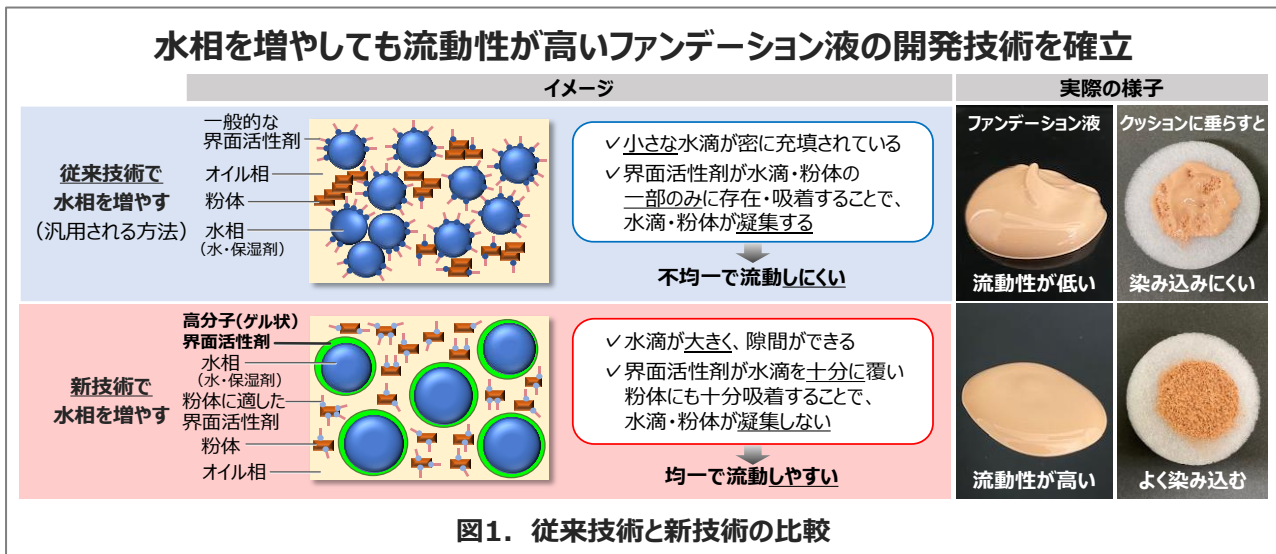 水相を増やしても流動性が高いファンデーション液の開発技術を確立
イメージ
実際の様子
従来技術で
水相を増やす
（汎用される方法）
一般的な
界面活性剤
オイル相
粉体
水相
（水・保湿剤）
✓小さな水滴が密に充填されている
✓界面活性剤が水滴・粉体の
一部のみに存在・吸着することで、
水滴・粉体が凝集する
不均一で流動しにくい
ファンデーション液
流動性が低い
クッションに垂らすと
染み込みにくい
新技術で
水相を増やす
高分子(ゲル状)
界面活性剤
水相
（水・保湿剤）
粉体に適した
界面活性剤
粉体
オイル相
✓水滴が大きく、隙間ができる
✓界面活性剤が水滴を十分に覆い
粉体にも十分吸着することで、
水滴・粉体が凝集しない
均一で流動しやすい
流動性が高い
よく染み込む
図1．従来技術と新技術の比較